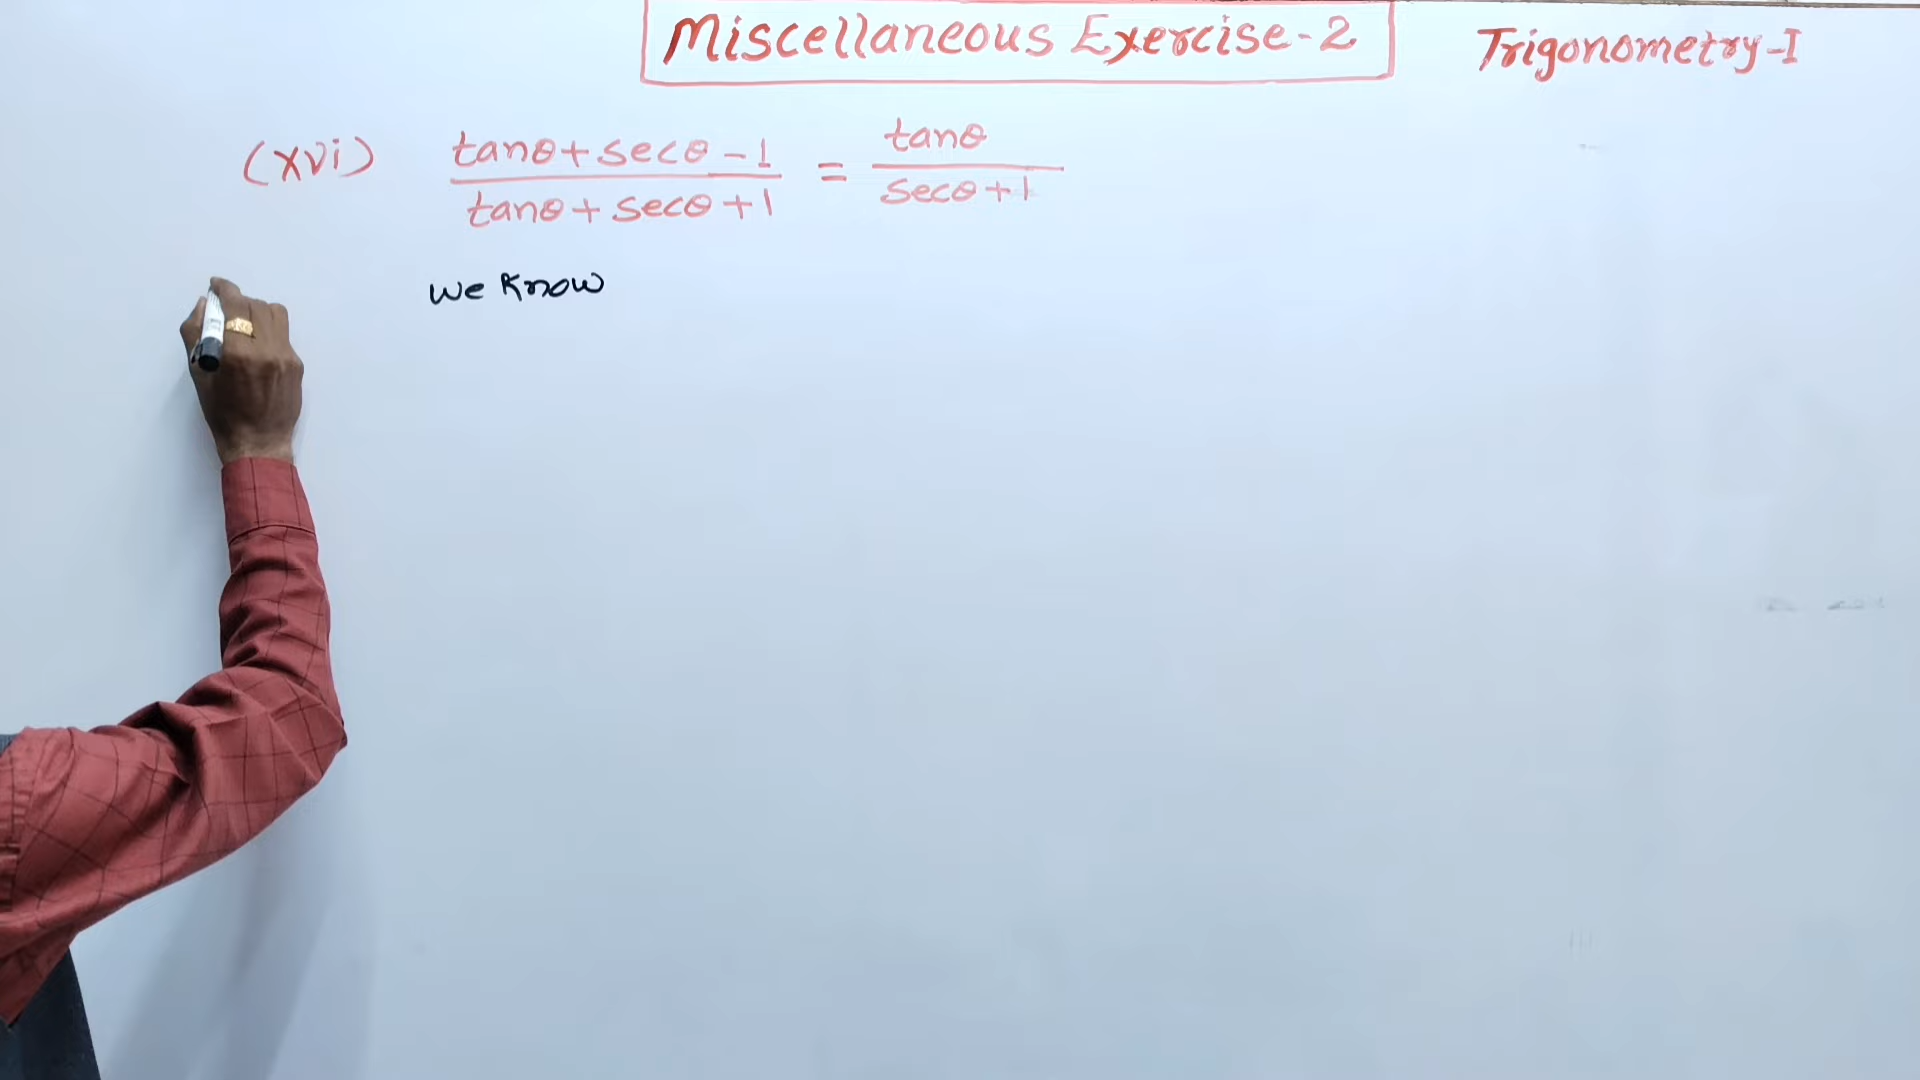 Miscellaneous Exercise-2
Trigonometry-I
(xvi) tanθ+secθ-1 / tanθ+secθ+1 = tanθ / secθ+1
we know